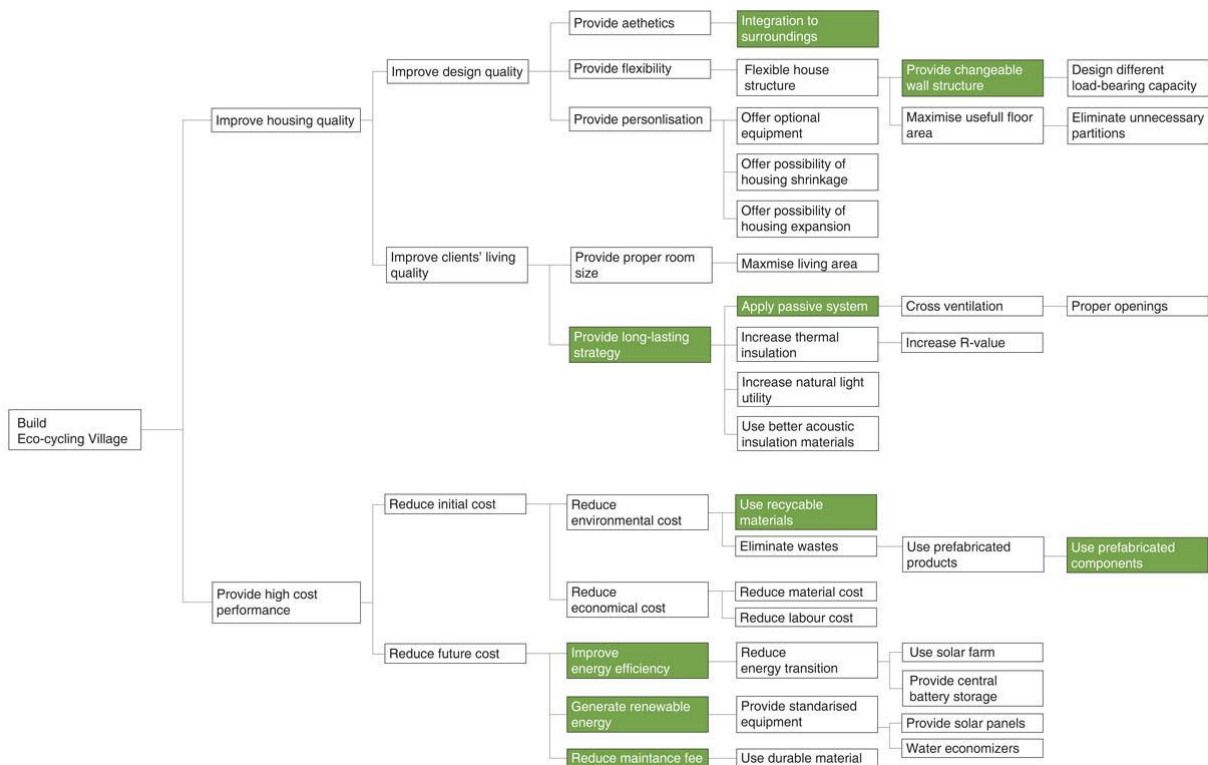 Provide aethetics
Integration to
surroundings
Improve design quality
Provide flexibility
Flexible house
structure
Provide changeable
wall structure
Design different
load-bearing capacity
Improve housing quality
Provide personlisation
Offer optional
equipment
Maximise usefull floor
area
Eliminate unnecessary
partitions
Offer possibility of
housing shrinkage
Offer possibility of
housing expansion
Improve clients' living
quality
Provide proper room
size
Maxmise living area
Apply passive system
Cross ventilation
Proper openings
Provide long-lasting
strategy
Increase thermal
insulation
Increase R-value
Increase natural light
utility
Use better acoustic
insulation materials
Build
Eco-cycling Village
Reduce initial cost
Reduce
environmental cost
Use recycable
materials
Eliminate wastes
Use prefabricated
products
Use prefabricated
components
Provide high cost
performance
Reduce
economical cost
Reduce material cost
Reduce labour cost
Reduce future cost
Improve
energy efficiency
Reduce
energy transition
Use solar farm
Provide central
battery storage
Generate renewable
energy
Provide standarised
equipment
Provide solar panels
Water economizers
Reduce maintance fee
Use durable material